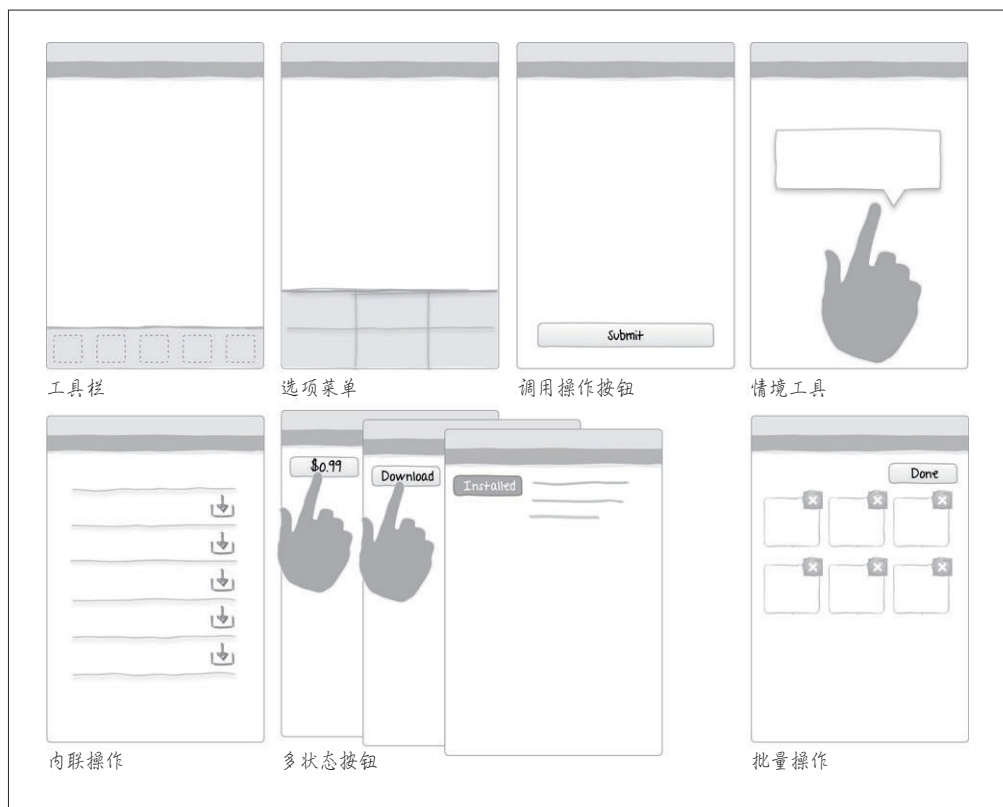 Submit
工具栏
选项菜单
调用操作按钮
情境工具
$0.99
Download
Installed
Done
内联操作
多状态按钮
批量操作